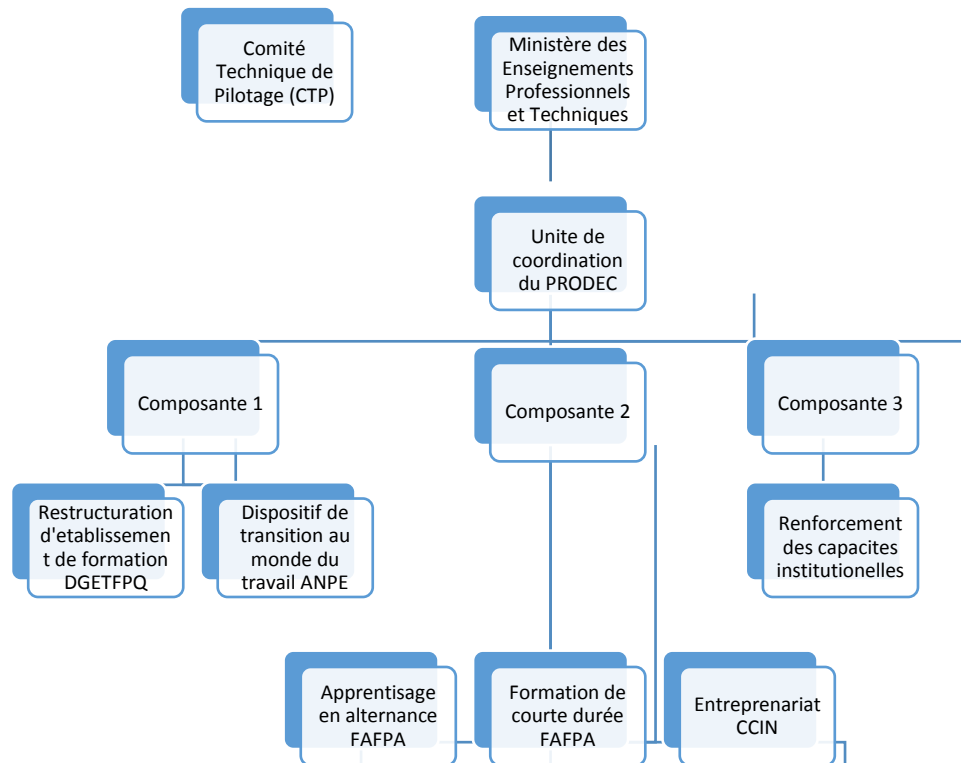 Comité
Technique de
Pilotage (CTP)
Ministère des
Enseignements
Professionnels
et Techniques
Unite de
coordination
du PRODEC
Composante 1
Composante 2
Composante 3
Restructuration
d'etablissemen
t de formation
DGETFPQ
Dispositif de
transition au
monde du
travail ANPE
Renforcement
des capacites
institutionelles
Apprentisage
en alternance
FAFPA
Formation de
courte durée
FAFPA
Entreprenariat
CCIN